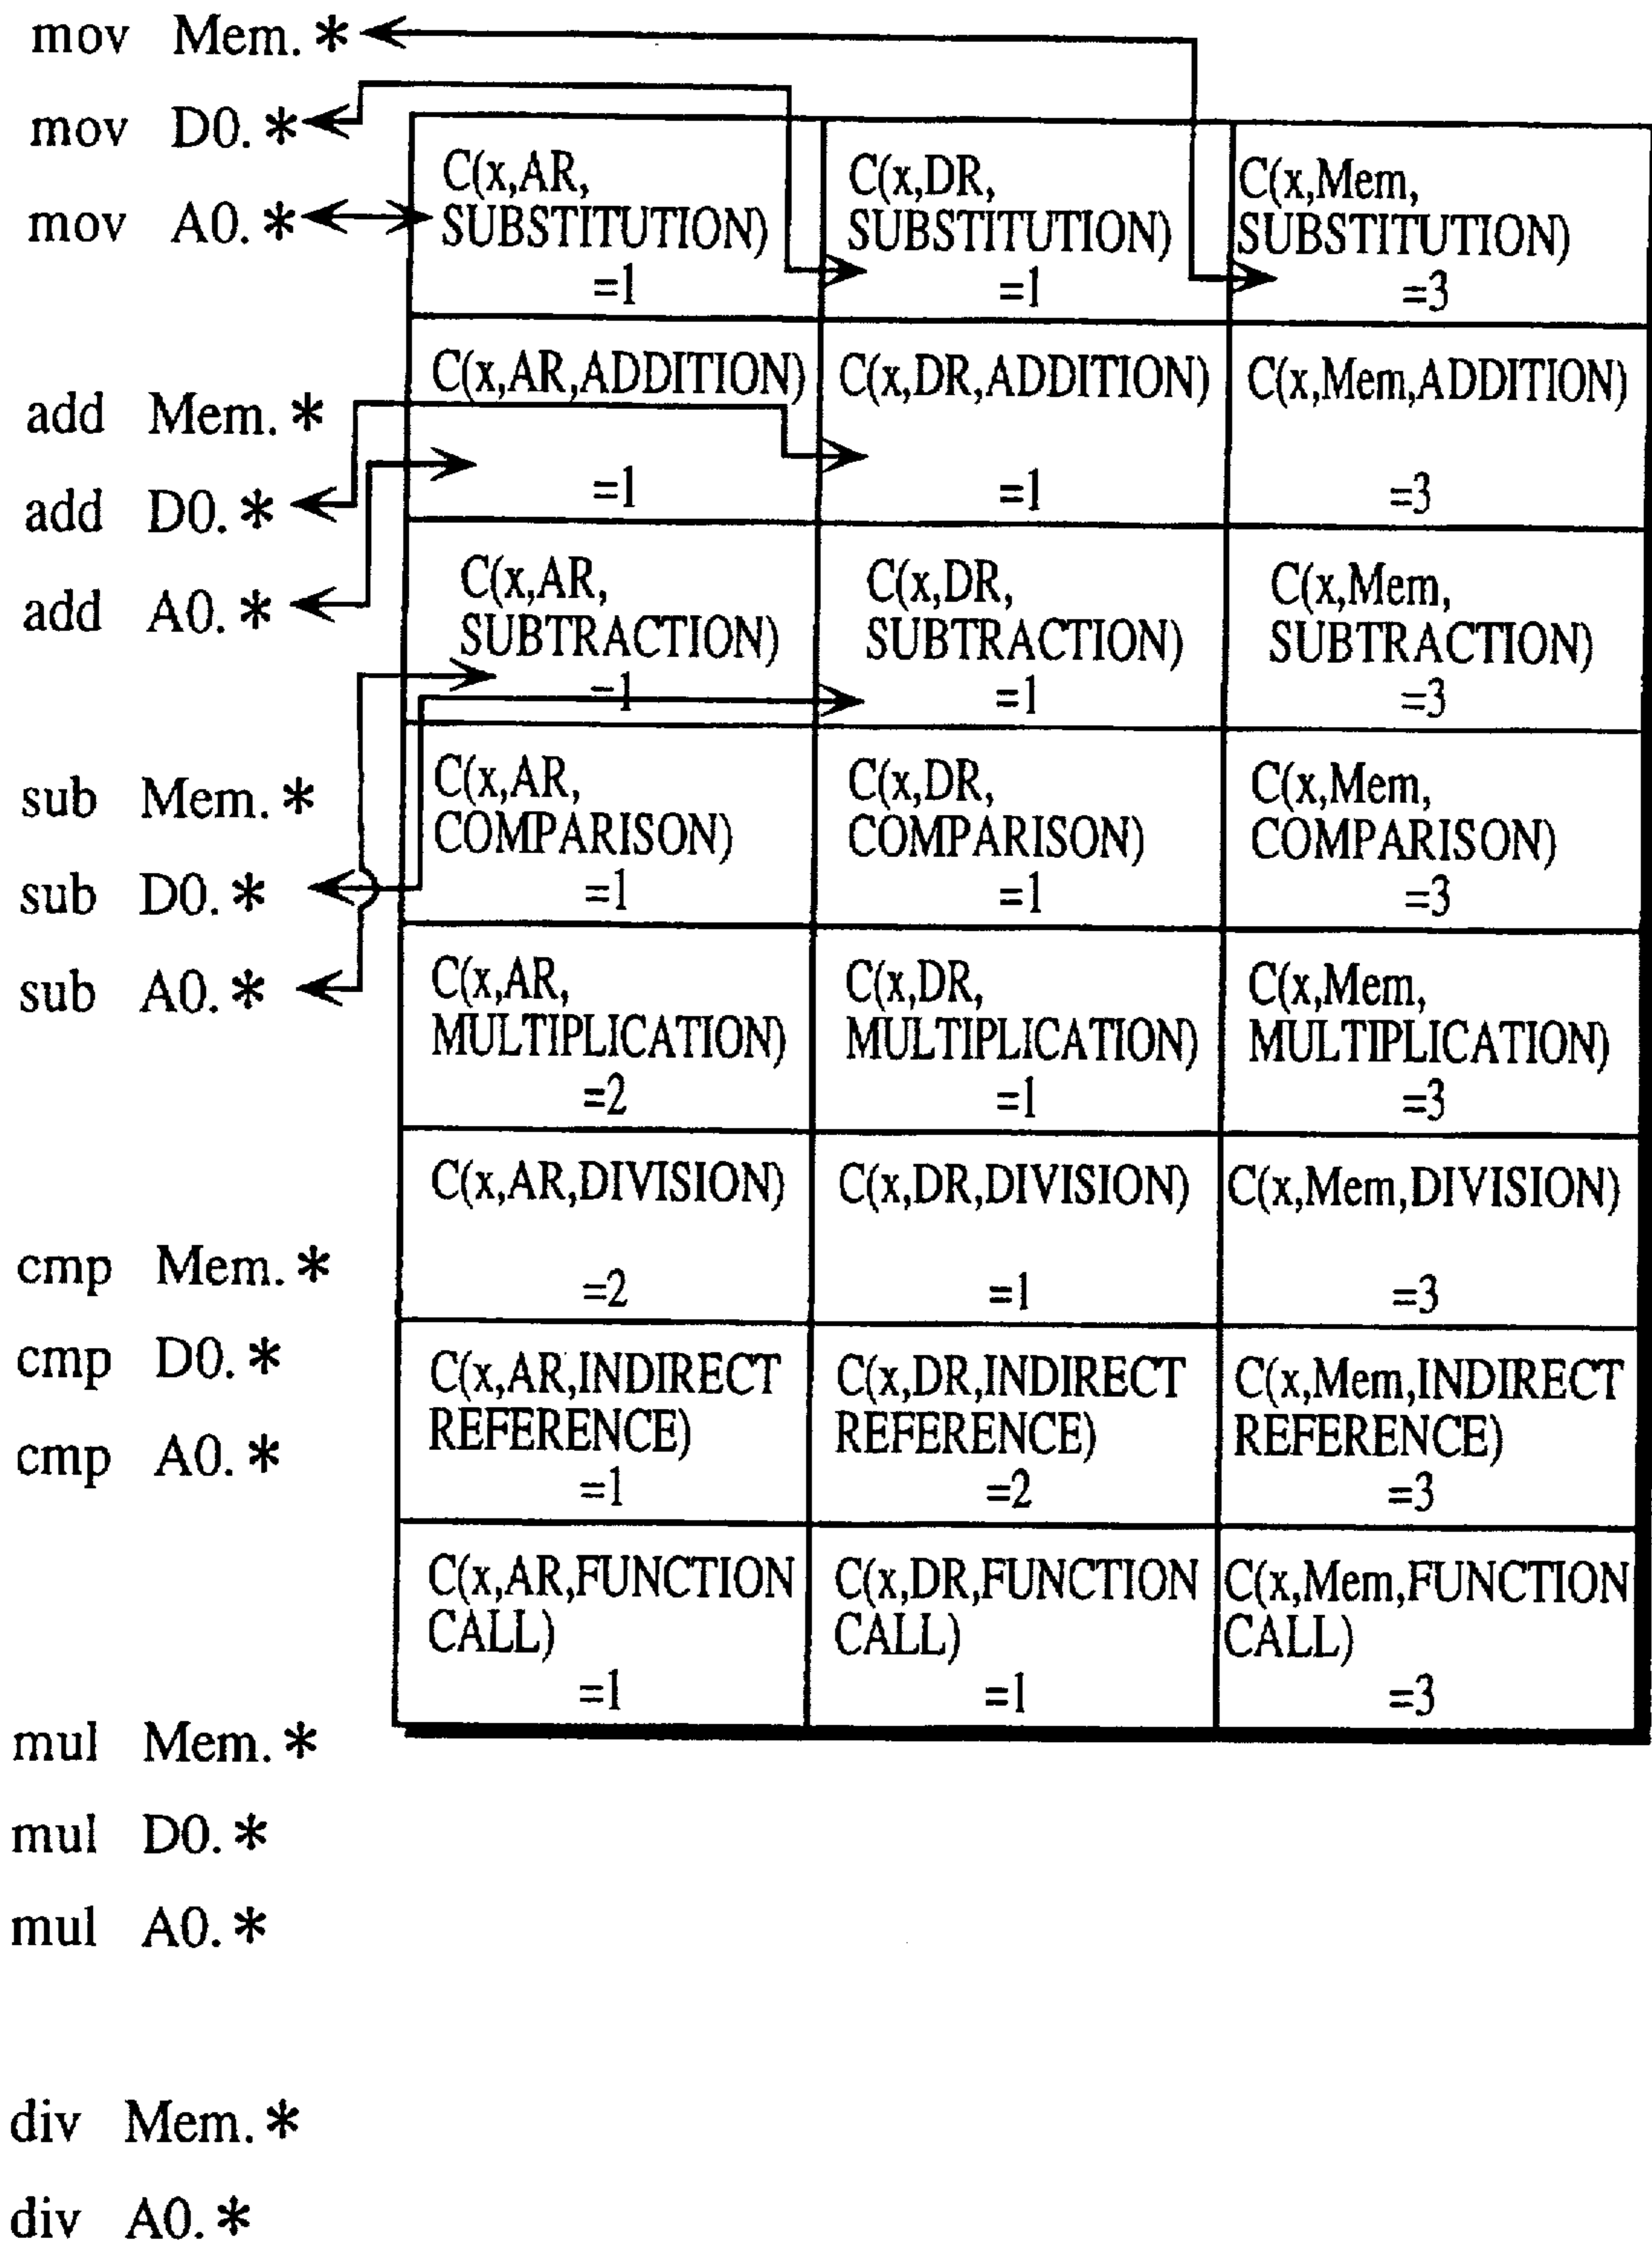 mov Mem.*
mov D0.*
mov A0.*
add Mem.*
add D0.*
add A0.*
sub Mem.*
sub D0.*
sub A0.*
cmp Mem.*
cmp D0.*
cmp A0.*
mul Mem.*
mul D0.*
mul A0.*
div Mem.*
div A0.*
C(x,AR,
SUBSTITUTION)
=1
C(x,DR,
SUBSTITUTION)
=1
C(x,Mem,
SUBSTITUTION)
=3
C(x,AR,ADDITION)
=1
C(x,DR,ADDITION)
=1
C(x,Mem,ADDITION)
=3
C(x,AR,
SUBTRACTION)
=1
C(x,DR,
SUBTRACTION)
=1
C(x,Mem,
SUBTRACTION)
=3
C(x,AR,
COMPARISON)
=1
C(x,DR,
COMPARISON)
=1
C(x,Mem,
COMPARISON)
=3
C(x,AR,
MULTIPLICATION)
=2
C(x,DR,
MULTIPLICATION)
=1
C(x,Mem,
MULTIPLICATION)
=3
C(x,AR,DIVISION)
=2
C(x,DR,DIVISION)
=1
C(x,Mem,DIVISION)
=3
C(x,AR,INDIRECT
REFERENCE)
=1
C(x,DR,INDIRECT
REFERENCE)
=2
C(x,Mem,INDIRECT
REFERENCE)
=3
C(x,AR,FUNCTION
CALL)
=1
C(x,DR,FUNCTION
CALL)
=1
C(x,Mem,FUNCTION
CALL)
=3